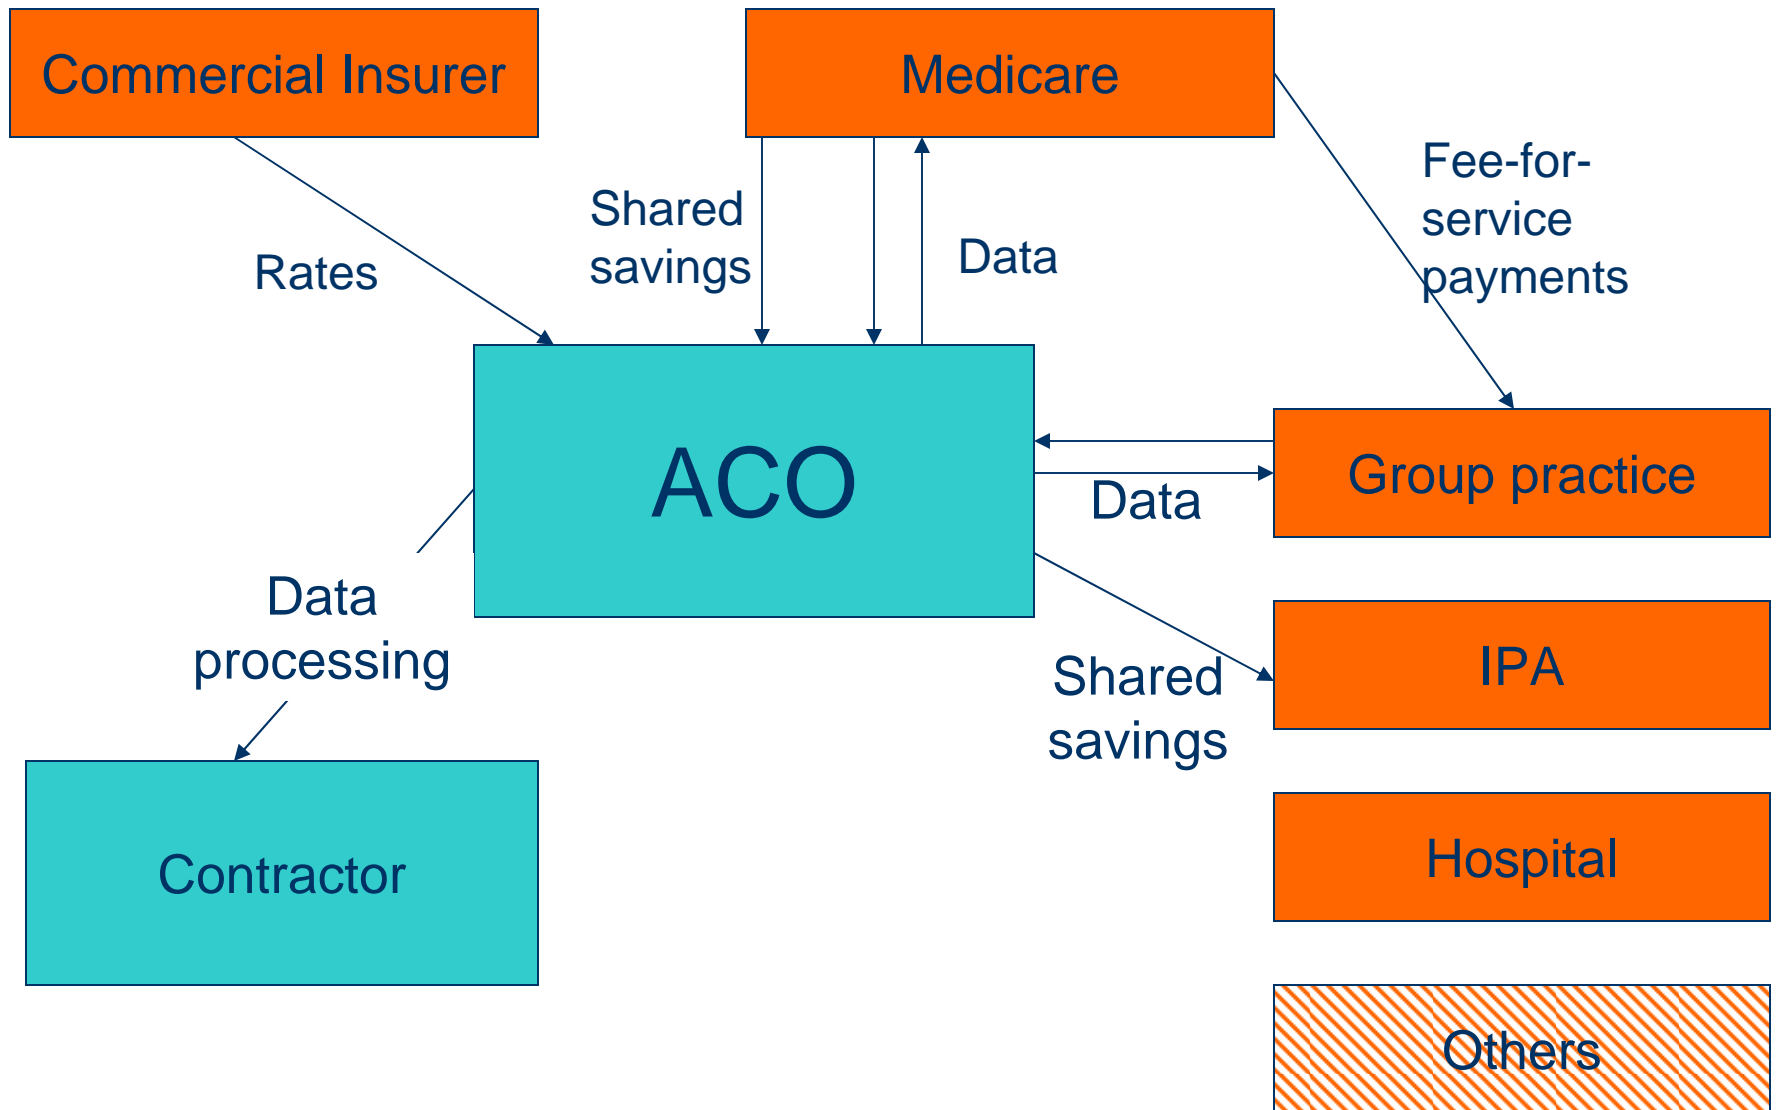 Commercial Insurer
Medicare
Fee-for-
service
payments
Shared
savings
Data
Rates
ACO
Group practice
Data
Data
processing
IPA
Shared
savings
Contractor
Hospital
Others